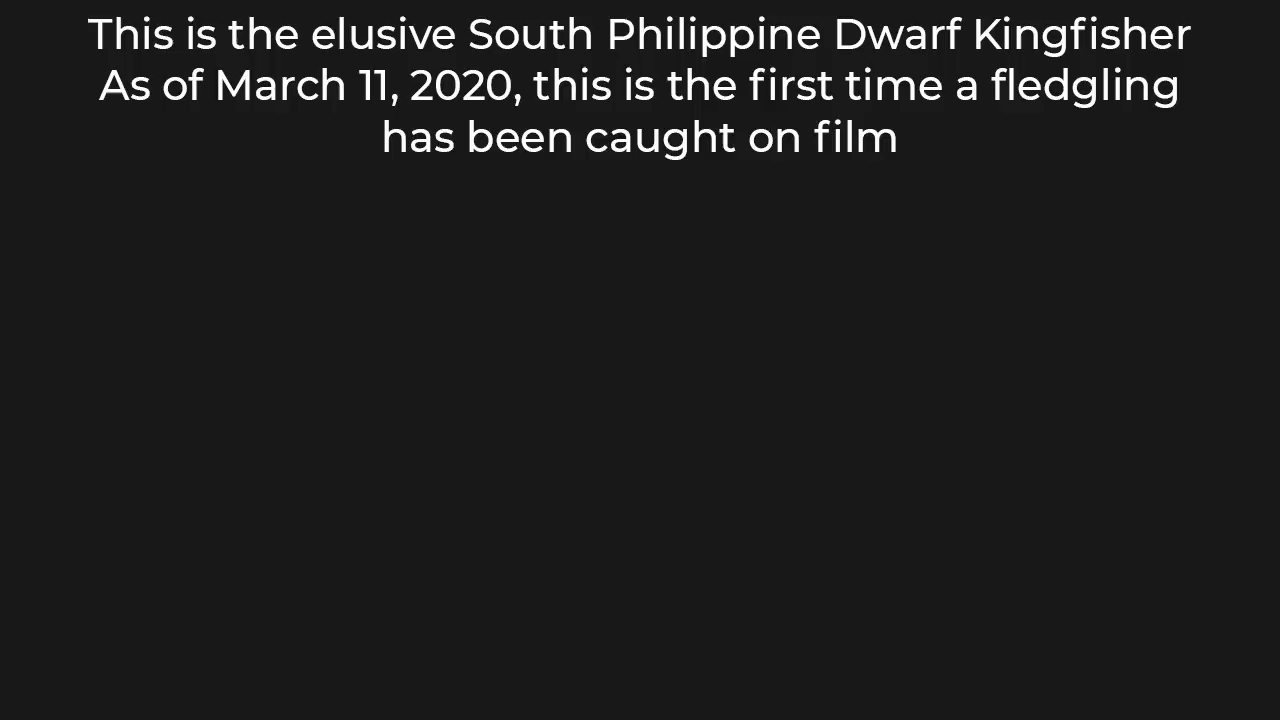 This is the elusive South Philippine Dwarf Kingfisher
As of March 11, 2020, this is the first time a fledgling
has been caught on film